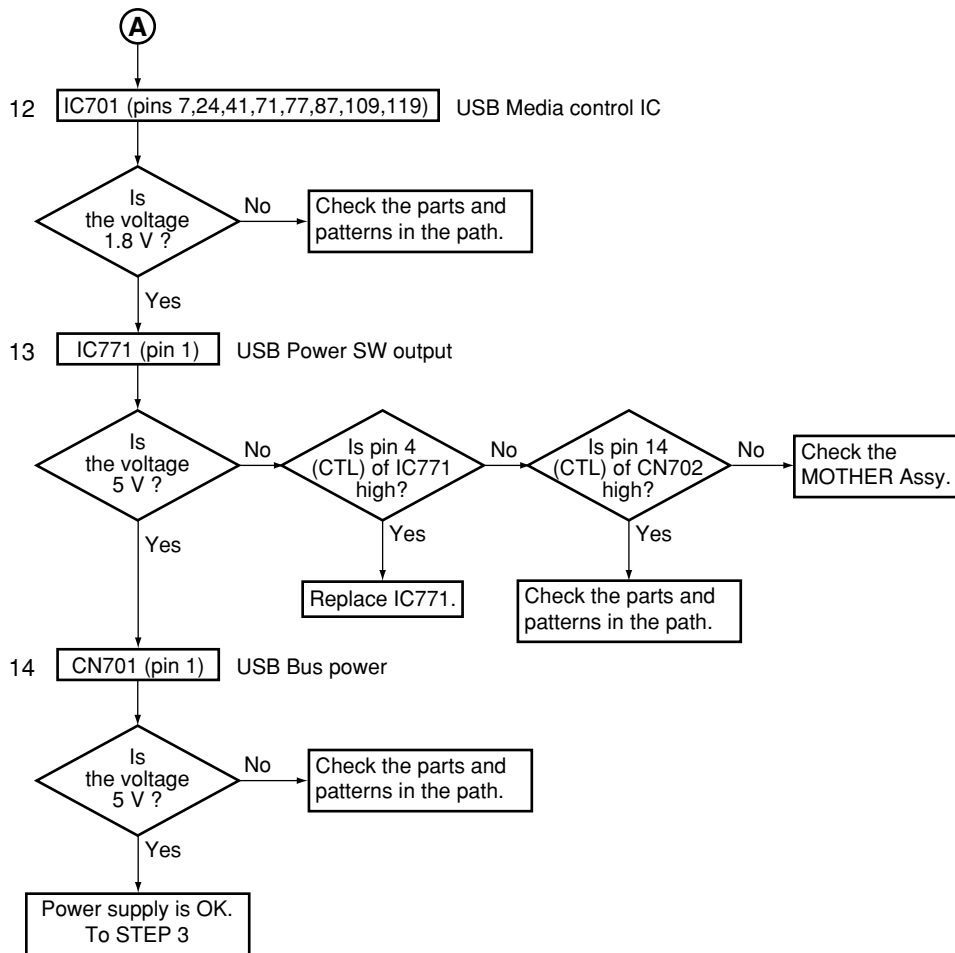 A
12
IC701 (pins 7,24,41,71,77,87,109,119)
USB Media control IC
Is
the voltage
1.8 V ?
No
Check the parts and
patterns in the path.
Yes
13
IC771 (pin 1)
USB Power SW output
Is
the voltage
5 V ?
No
Is pin 4
(CTL) of IC771
high?
No
Is pin 14
(CTL) of CN702
high?
No
Check the
MOTHER Assy.
Yes
Yes
Yes
Replace IC771.
Check the parts and
patterns in the path.
14
CN701 (pin 1)
USB Bus power
Is
the voltage
5 V ?
No
Check the parts and
patterns in the path.
Yes
Power supply is OK.
To STEP 3